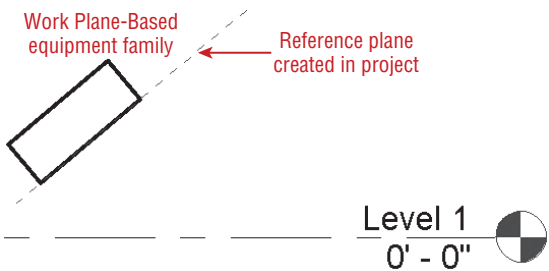 Work Plane-Based
equipment family
Reference plane
created in project
Level 1
0' - 0"